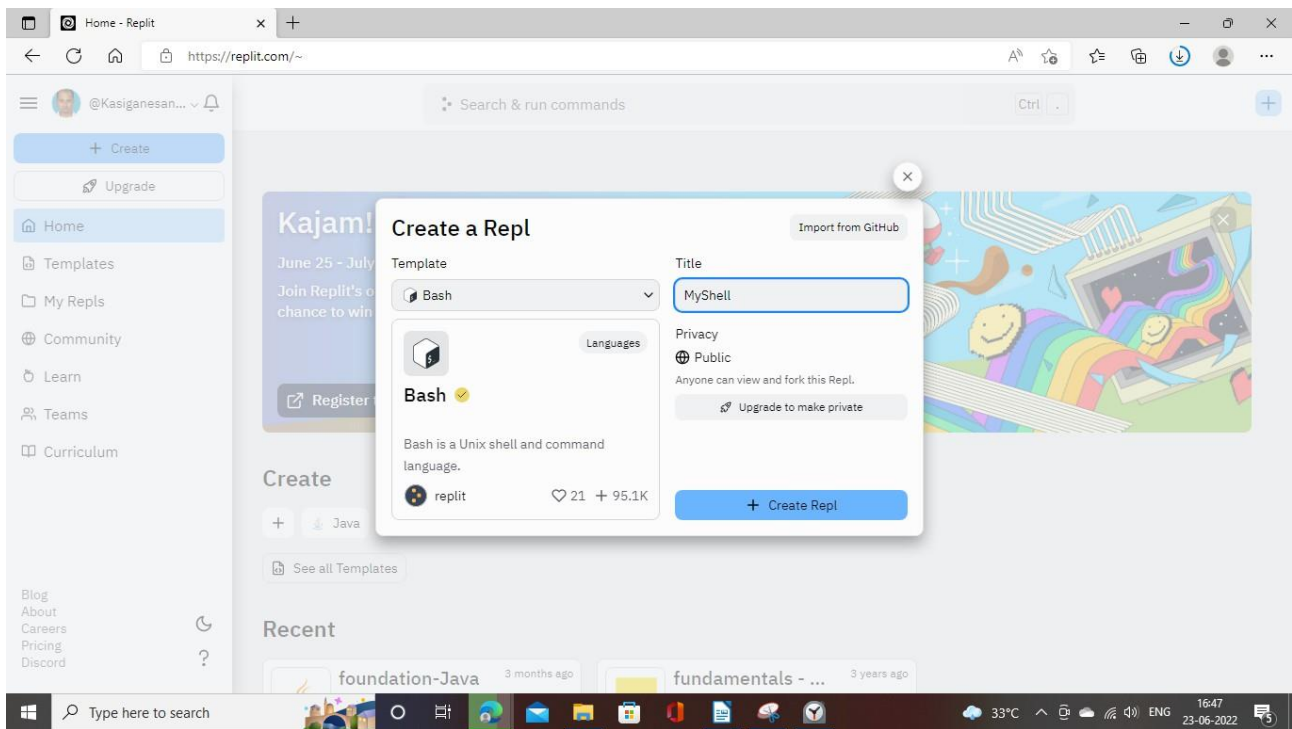 Home - Replit
https://replit.com/~
@Kasiganesan...
Search & run commands
Ctrl .
+ Create
Upgrade
Home
Templates
My Repls
Community
Learn
Teams
Curriculum
Blog
About
Careers
Pricing
Discord
?
Kajam!
June 25 - July
Join Replit's o
chance to win
Register
Create a Repl
Import from GitHub
Template
Bash
Languages
Bash
Bash is a Unix shell and command
language.
replit
21 + 95.1K
Title
MyShell
Privacy
Public
Anyone can view and fork this Repl.
Upgrade to make private
+ Create Repl
Create
+ Java
See all Templates
Recent
foundation-Java 3 months ago
fundamentals - ... 3 years ago
Type here to search
33°C
ENG
16:47
23-06-2022
5